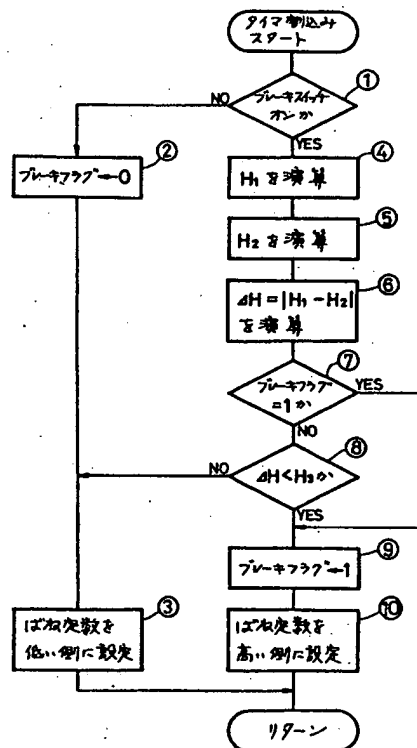 タイマ割込み
スタート
①
ブレーキスイッチ
オンか
NO
YES
②
ブレーキフラグ←0
④
H₁を演算
⑤
H₂を演算
⑥
ΔH=|H₁-H₂|
を演算
⑦
ブレーキフラグ
=1か
YES
NO
⑧
ΔH<H₃か
NO
YES
⑨
ブレーキフラグ←1
③
ばね定数を
低い側に設定
⑩
ばね定数を
高い側に設定
リターン